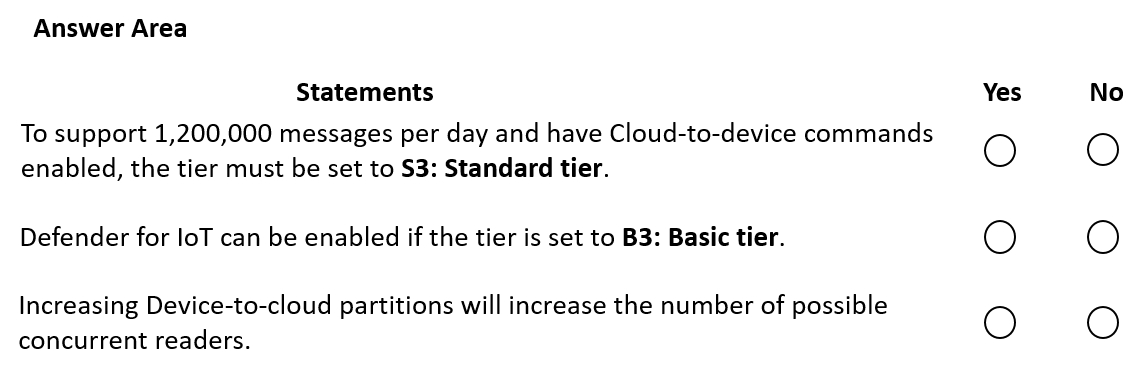 Answer Area
Statements Yes No
To support 1,200,000 messages per day and have Cloud-to-device commands
enabled, the tier must be set to S3: Standard tier.
Defender for IoT can be enabled if the tier is set to B3: Basic tier.
Increasing Device-to-cloud partitions will increase the number of possible
concurrent readers.